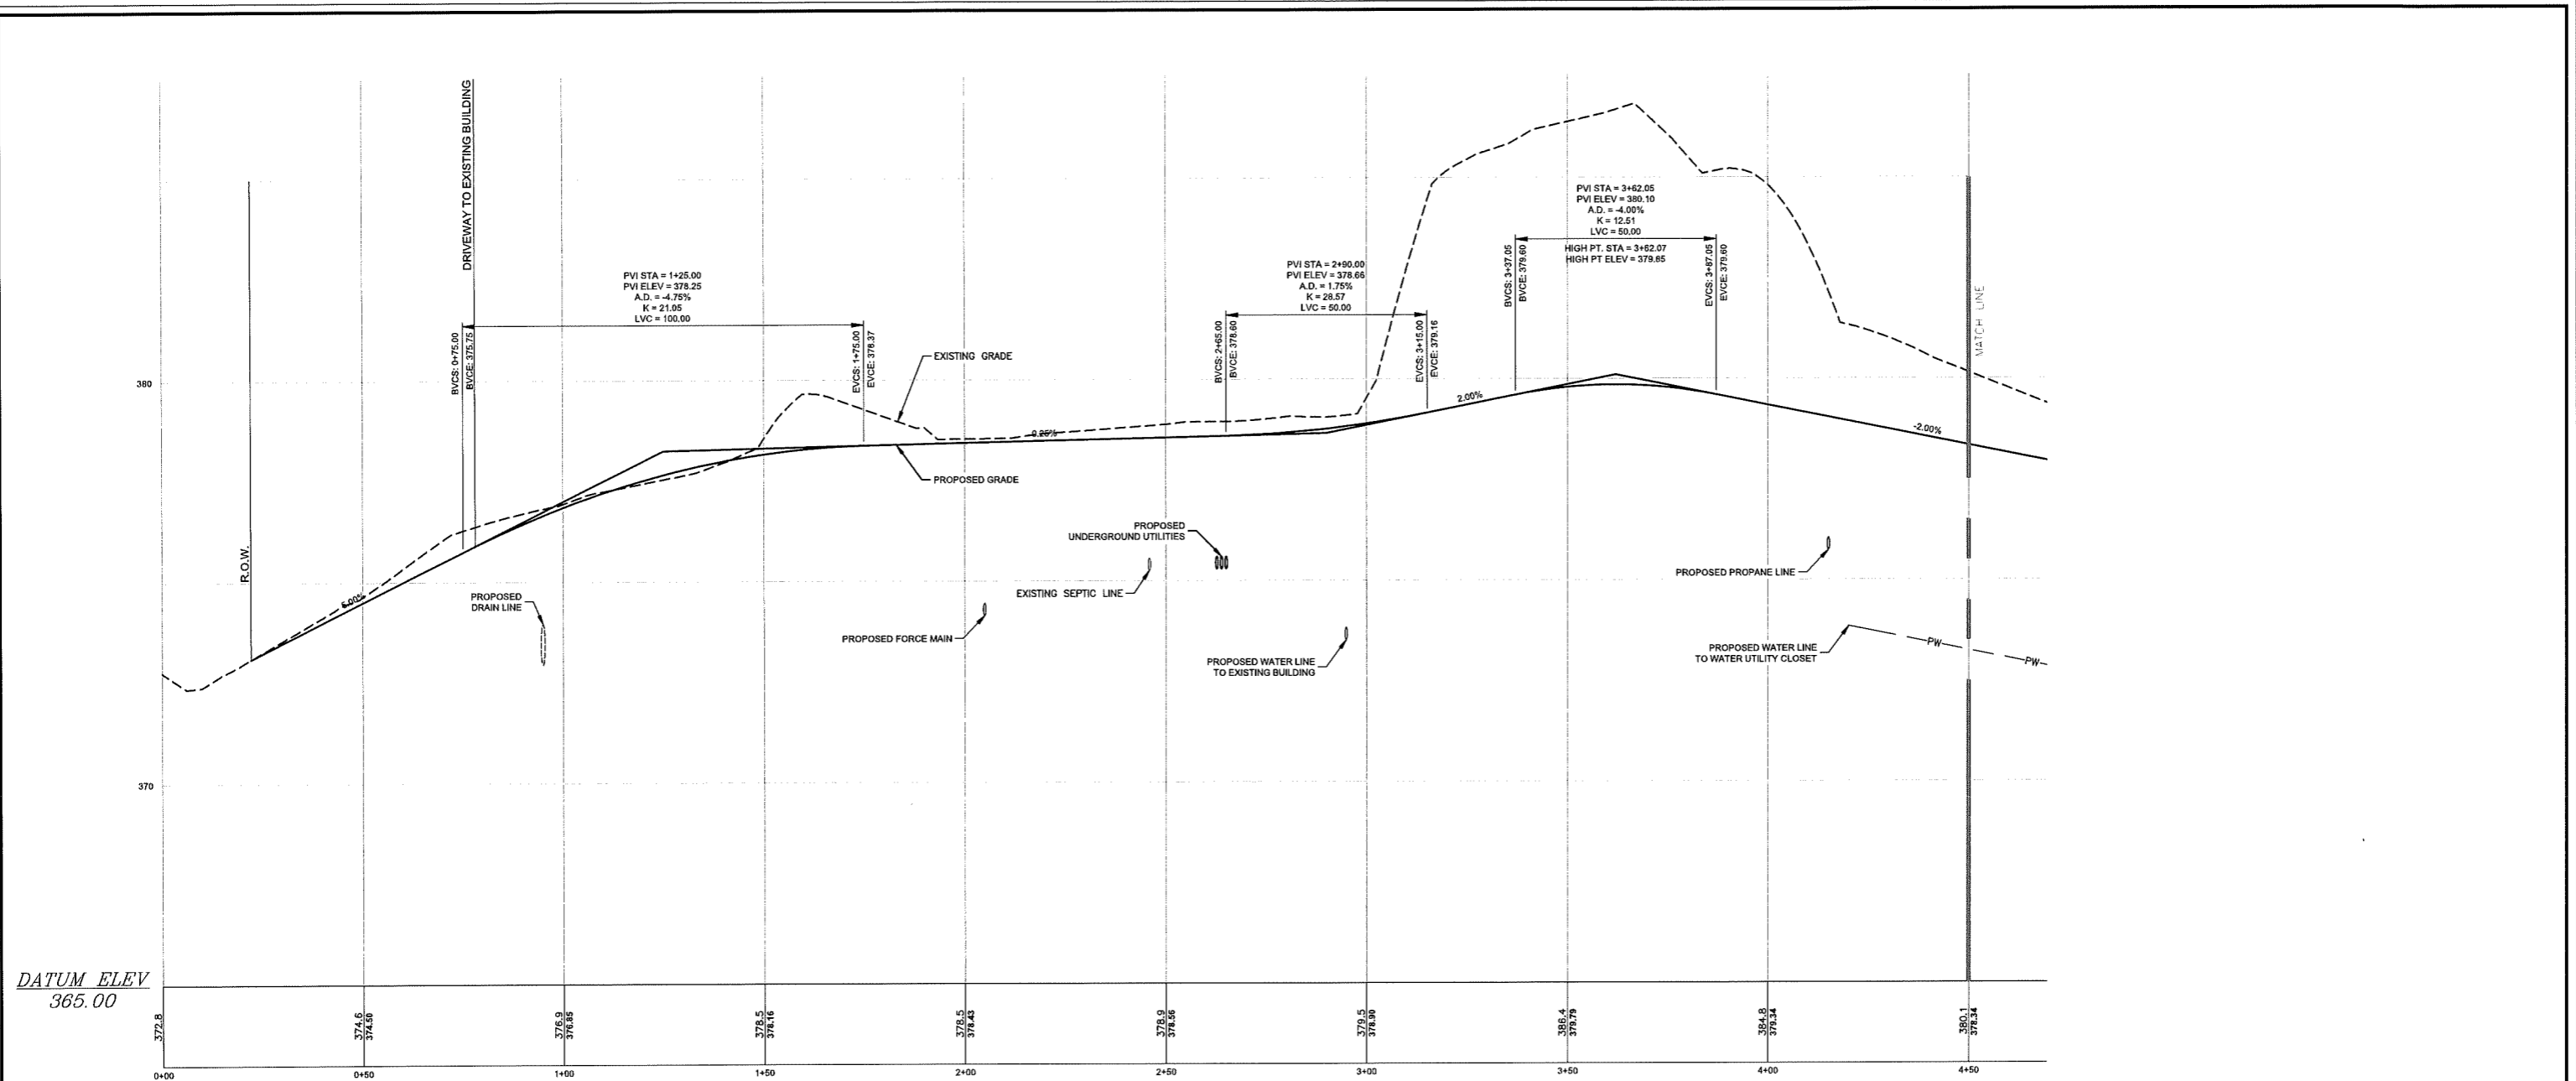 DRIVEWAY TO EXISTING BUILDING
R.O.W.
PVI STA = 1+25.00
PVI ELEV = 378.25
A.D. = -4.75%
K = 21.05
LVC = 100.00
BVCS: 0+75.00
BVCE: 375.75
EVCS: 1+75.00
EVCE: 378.37
EXISTING GRADE
PROPOSED GRADE
PVI STA = 2+90.00
PVI ELEV = 378.66
A.D. = 1.75%
K = 28.57
LVC = 50.00
BVCS: 2+65.00
BVCE: 378.60
EVCS: 3+15.00
EVCE: 379.16
PVI STA = 3+62.05
PVI ELEV = 380.10
A.D. = -4.00%
K = 12.51
LVC = 50.00
HIGH PT. STA = 3+62.07
HIGH PT ELEV = 379.85
BVCS: 3+37.05
BVCE: 379.60
EVCS: 3+87.05
EVCE: 379.60
MATCH LINE
380
370
5.00%
0.25%
2.00%
-2.00%
PROPOSED
DRAIN LINE
PROPOSED FORCE MAIN
EXISTING SEPTIC LINE
PROPOSED
UNDERGROUND UTILITIES
PROPOSED WATER LINE
TO EXISTING BUILDING
PROPOSED PROPANE LINE
PROPOSED WATER LINE
TO WATER UTILITY CLOSET
PW
PW
DATUM ELEV
365.00
372.8
374.6
374.50
376.9
376.85
378.5
378.16
378.5
378.43
378.9
378.56
379.5
378.90
386.4
379.79
384.8
379.34
380.1
378.34
0+00
0+50
1+00
1+50
2+00
2+50
3+00
3+50
4+00
4+50